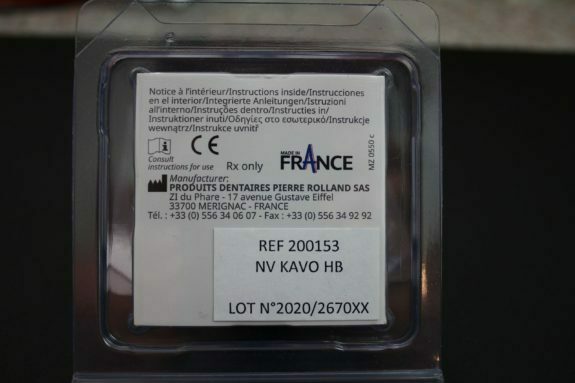 Notice à l'intérieur/Instructions inside/Instrucciones
en el interior/Integrierte Anleitungen/Istruzioni
all'interno/Instruções dentro/Instructies in/
Instruktioner inuti/Οδηγίες στο εσωτερικό/Instrukcje
wewnątrz/Instrukce uvnitř
i
CE
Consult
instructions for use
Rx only
MADE IN
FRANCE
MZ 0550 c
Manufacturer:
PRODUITS DENTAIRES PIERRE ROLLAND SAS
ZI du Phare - 17 avenue Gustave Eiffel
33700 MERIGNAC - FRANCE
Tél. : +33 (0) 556 34 06 07 - Fax : +33 (0) 556 34 92 92
REF 200153
NV KAVO HB
LOT N°2020/2670XX